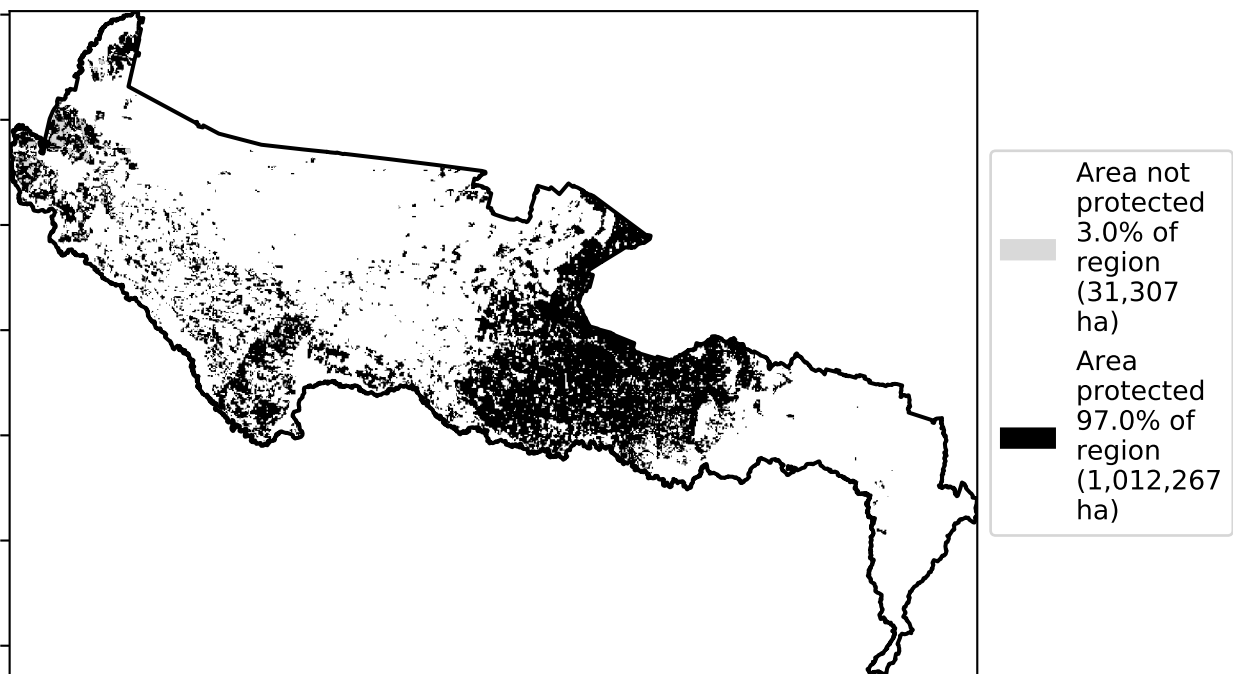 Area not
protected
3.0% of
region
(31,307
ha)
Area
protected
97.0% of
region
(1,012,267
ha)